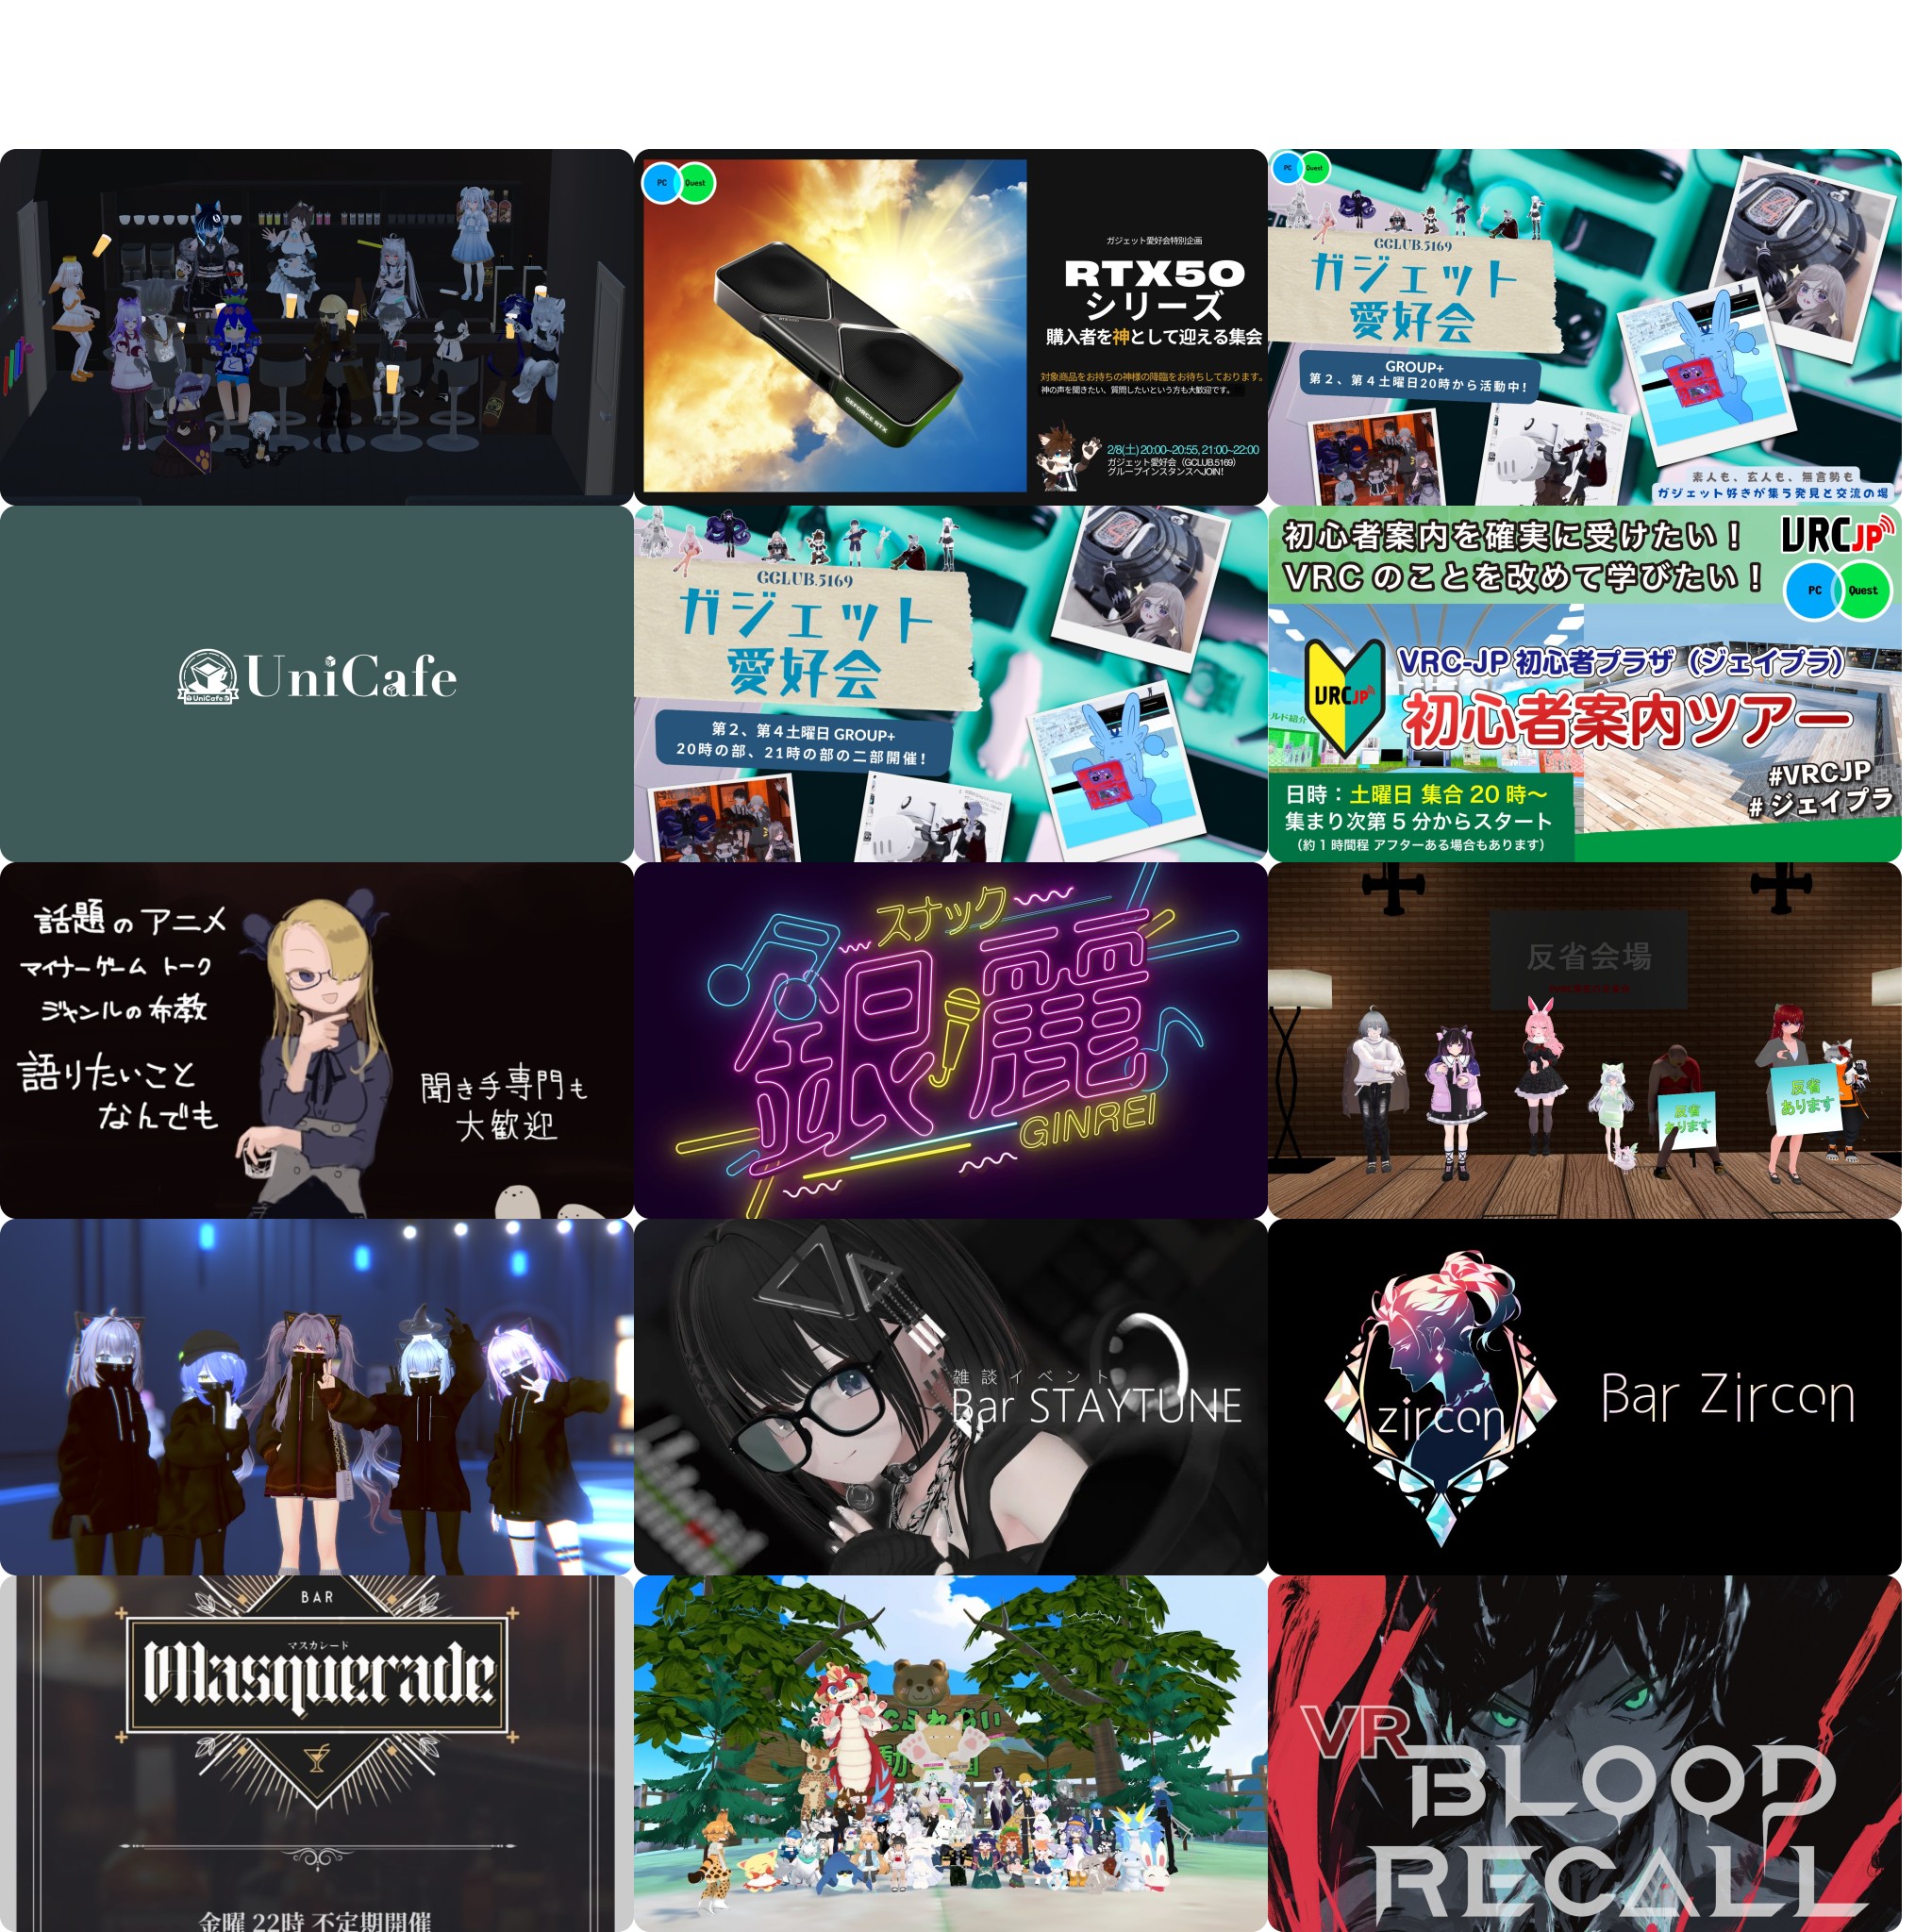 PC Quest
ガジェット愛好会特別企画
RTX50
シリーズ
購入者を神として迎える集会
対象商品をお持ちの神様の降臨をお待ちしております。
神の声を聞きたい、質問したいという方も大歓迎です。
GEFORCE RTX
2/8(土) 20:00~20:55, 21:00~22:00
ガジェット愛好会（GCLUB.5169）
グループインスタンスへJOIN!
PC Quest
GCLUB.5169
ガジェット
愛好会
GROUP+
第2、第4土曜日20時から活動中!
素人も、玄人も、無言勢も
ガジェット好きが集う発見と交流の場
UniCafe
UniCafe
GCLUB.5169
ガジェット
愛好会
第2、第4土曜日 GROUP+
20時の部、21時の部の二部開催!
初心者案内を確実に受けたい！
VRCのことを改めて学びたい！
VRCJP
PC Quest
VRC-JP 初心者プラザ（ジェイプラ）
VRCJP
初心者案内ツアー
#VRCJP
#ジェイプラ
日時：土曜日 集合 20 時～
集まり次第 5 分からスタート
（約 1 時間程 アフターある場合もあります）
話題のアニメ
マイナーゲーム トーク
ジャンルの布教
語りたいこと
なんでも
聞き手専門も
大歓迎
スナック
銀麗
GINREI
反省会場
反省
あります
反省
あります
雑談イベント
Bar STAYTUNE
zircon
Bar Zircon
BAR
マスカレード
Masquerade
金曜 22時 不定期開催
VR
BLOOD
RECALL